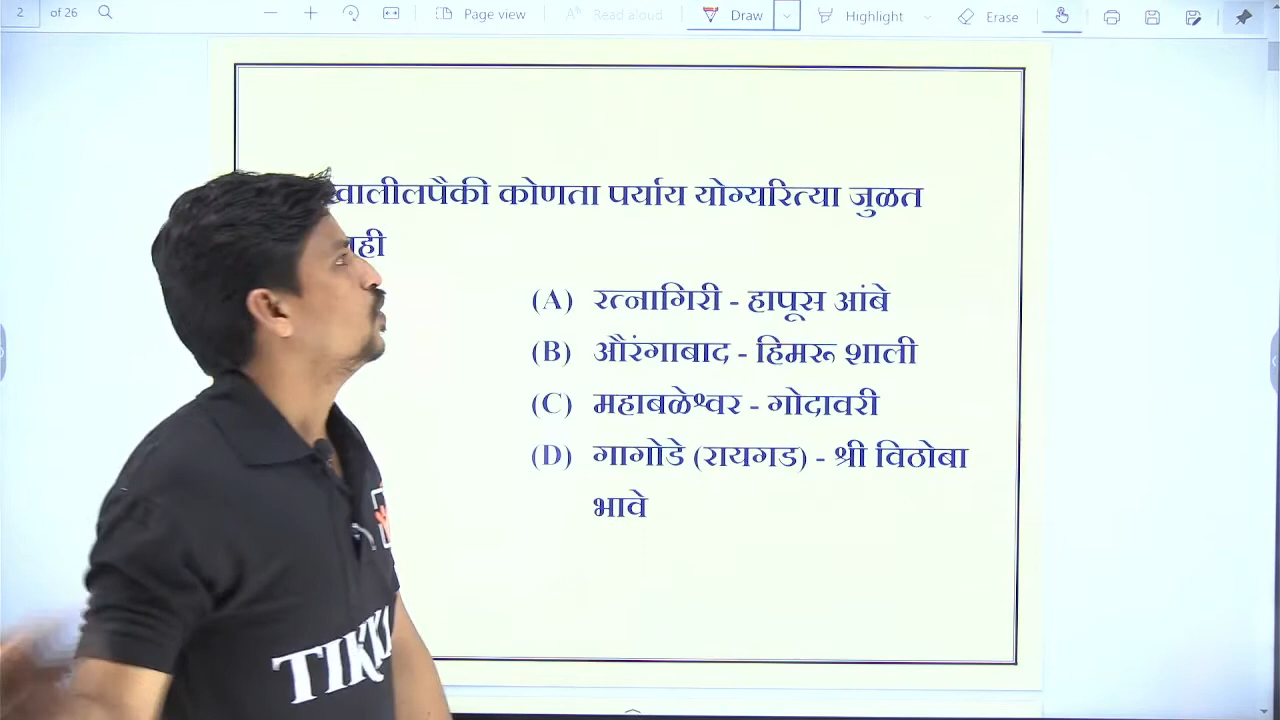 2 of 26 Page view Read aloud Draw Highlight Erase
खालीलपैकी कोणता पर्याय योग्यरित्या जुळत
(A) रत्नागिरी - हापूस आंबे
(B) औरंगाबाद - हिमरू शाली
(C) महाबळेश्वर - गोदावरी
(D) गागोडे (रायगड) - श्री विठोबा
भावे